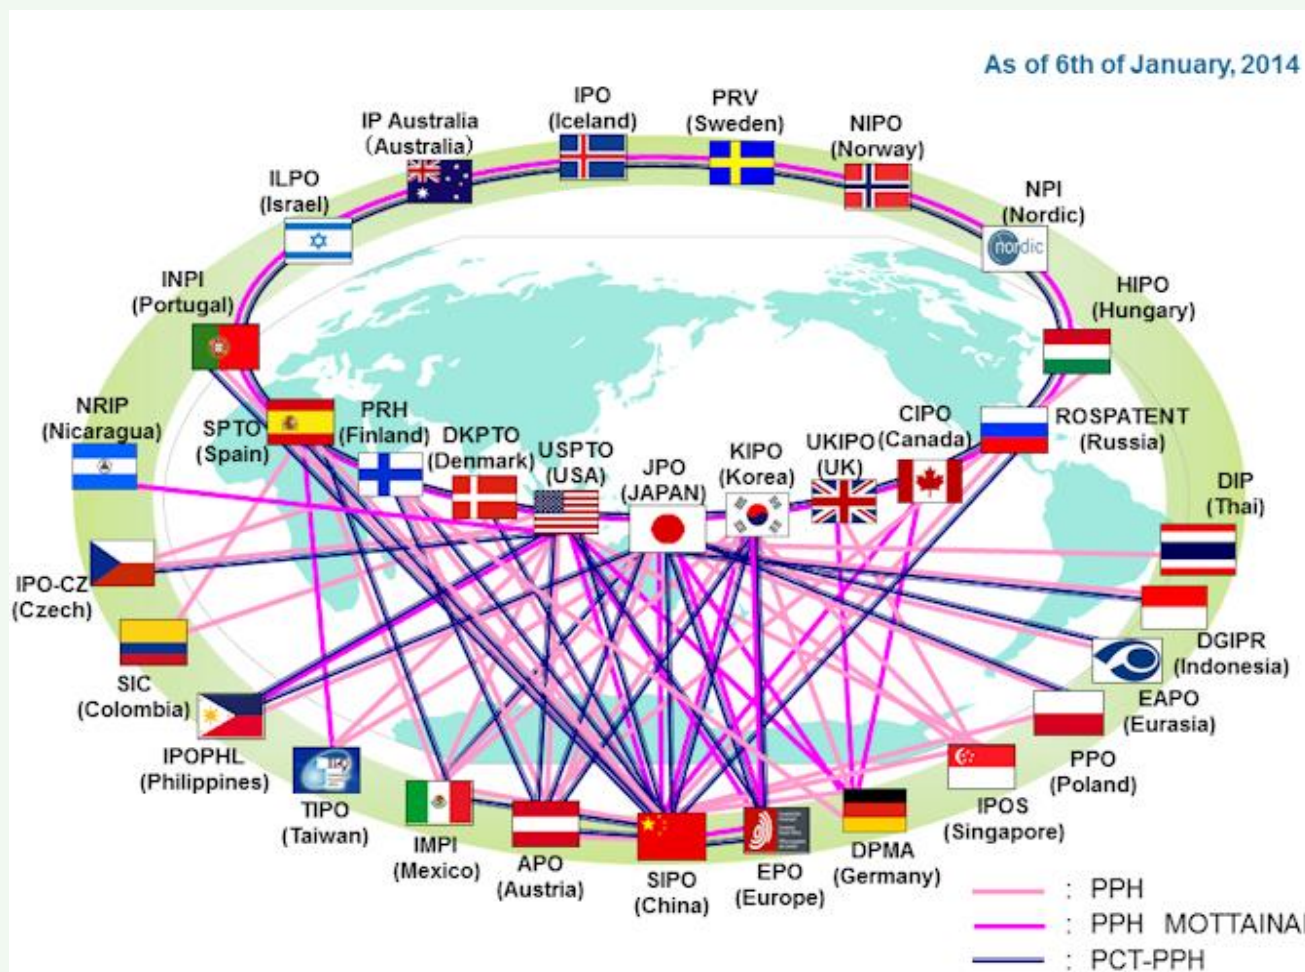 As of 6th of January, 2014
IPO
(Iceland)
PRV
(Sweden)
IP Australia
(Australia)
NIPO
(Norway)
ILPO
(Israel)
NPI
(Nordic)
nordic
INPI
(Portugal)
HIPO
(Hungary)
NRIP
(Nicaragua)
SPTO
(Spain)
PRH
(Finland)
DKPTO
(Denmark)
USPTO
(USA)
JPO
(JAPAN)
KIPO
(Korea)
UKIPO
(UK)
CIPO
(Canada)
ROSPATENT
(Russia)
DIP
(Thai)
IPO-CZ
(Czech)
DGIPR
(Indonesia)
SIC
(Colombia)
EAPO
(Eurasia)
IPOPHL
(Philippines)
PPO
(Poland)
TIPO
(Taiwan)
IPOS
(Singapore)
IMPI
(Mexico)
APO
(Austria)
SIPO
(China)
EPO
(Europe)
DPMA
(Germany)
: PPH
: PPH MOTTAINAI
: PCT-PPH